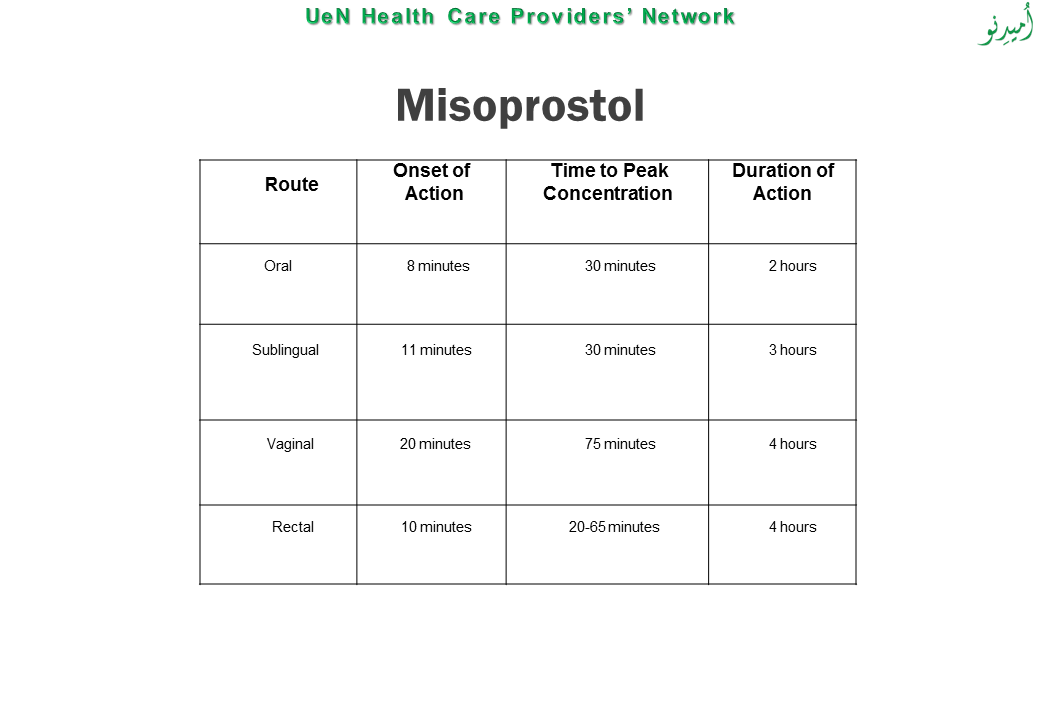 UeN Health Care Providers’ Network
اُمیدِنو
Misoprostol
Route Onset of Action Time to Peak Concentration Duration of Action
Oral 8 minutes 30 minutes 2 hours
Sublingual 11 minutes 30 minutes 3 hours
Vaginal 20 minutes 75 minutes 4 hours
Rectal 10 minutes 20-65 minutes 4 hours